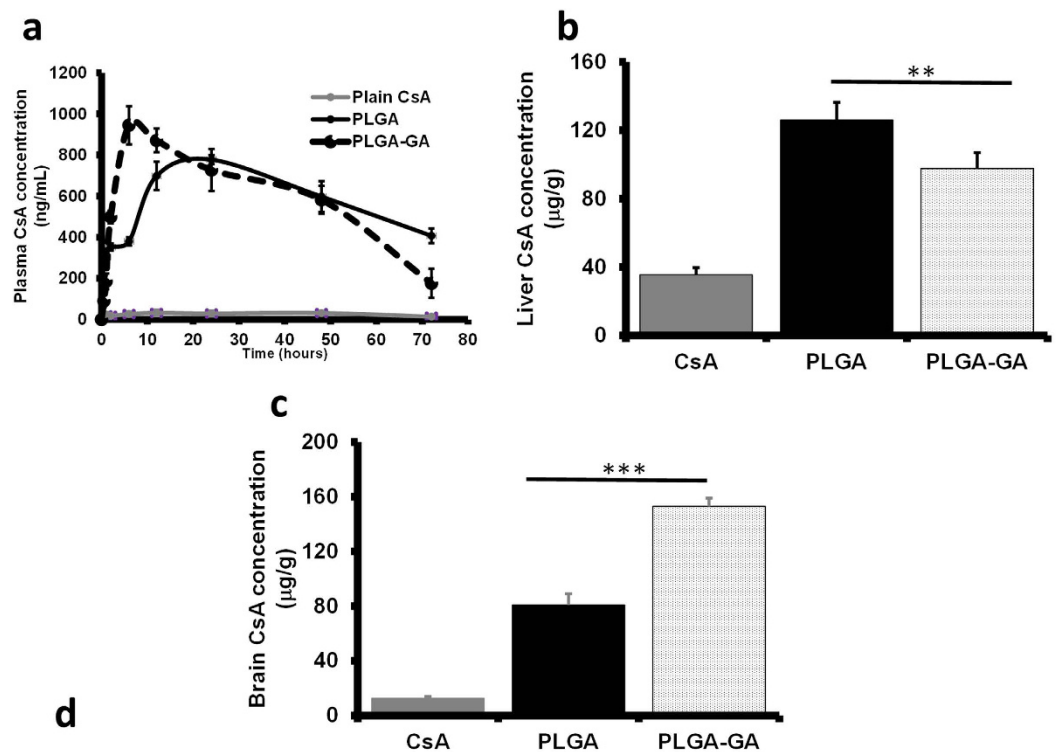 a
1200
1000
800
600
400
200
0
Plasma CsA concentration
(ng/mL)
Plain CsA
PLGA
PLGA-GA
0 10 20 30 40 50 60 70 80
Time (hours)
b
160
120
80
40
0
Liver CsA concentration
(μg/g)
**
CsA PLGA PLGA-GA
c
200
160
120
80
40
0
Brain CsA concentration
(μg/g)
***
CsA PLGA PLGA-GA
d